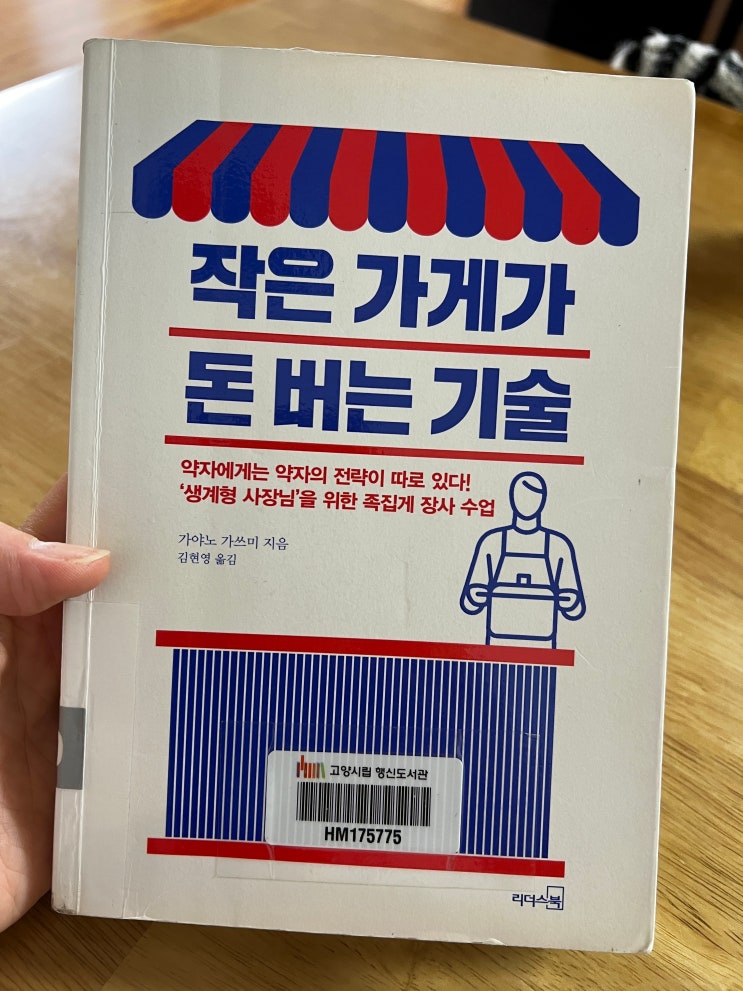 작은 가게가
돈 버는 기술
약자에게는 약자의 전략이 따로 있다!
‘생계형 사장님’을 위한 족집게 장사 수업
가야노 가쓰미 지음
김현영 옮김
고양시립 행신도서관
HM175775
리더스북